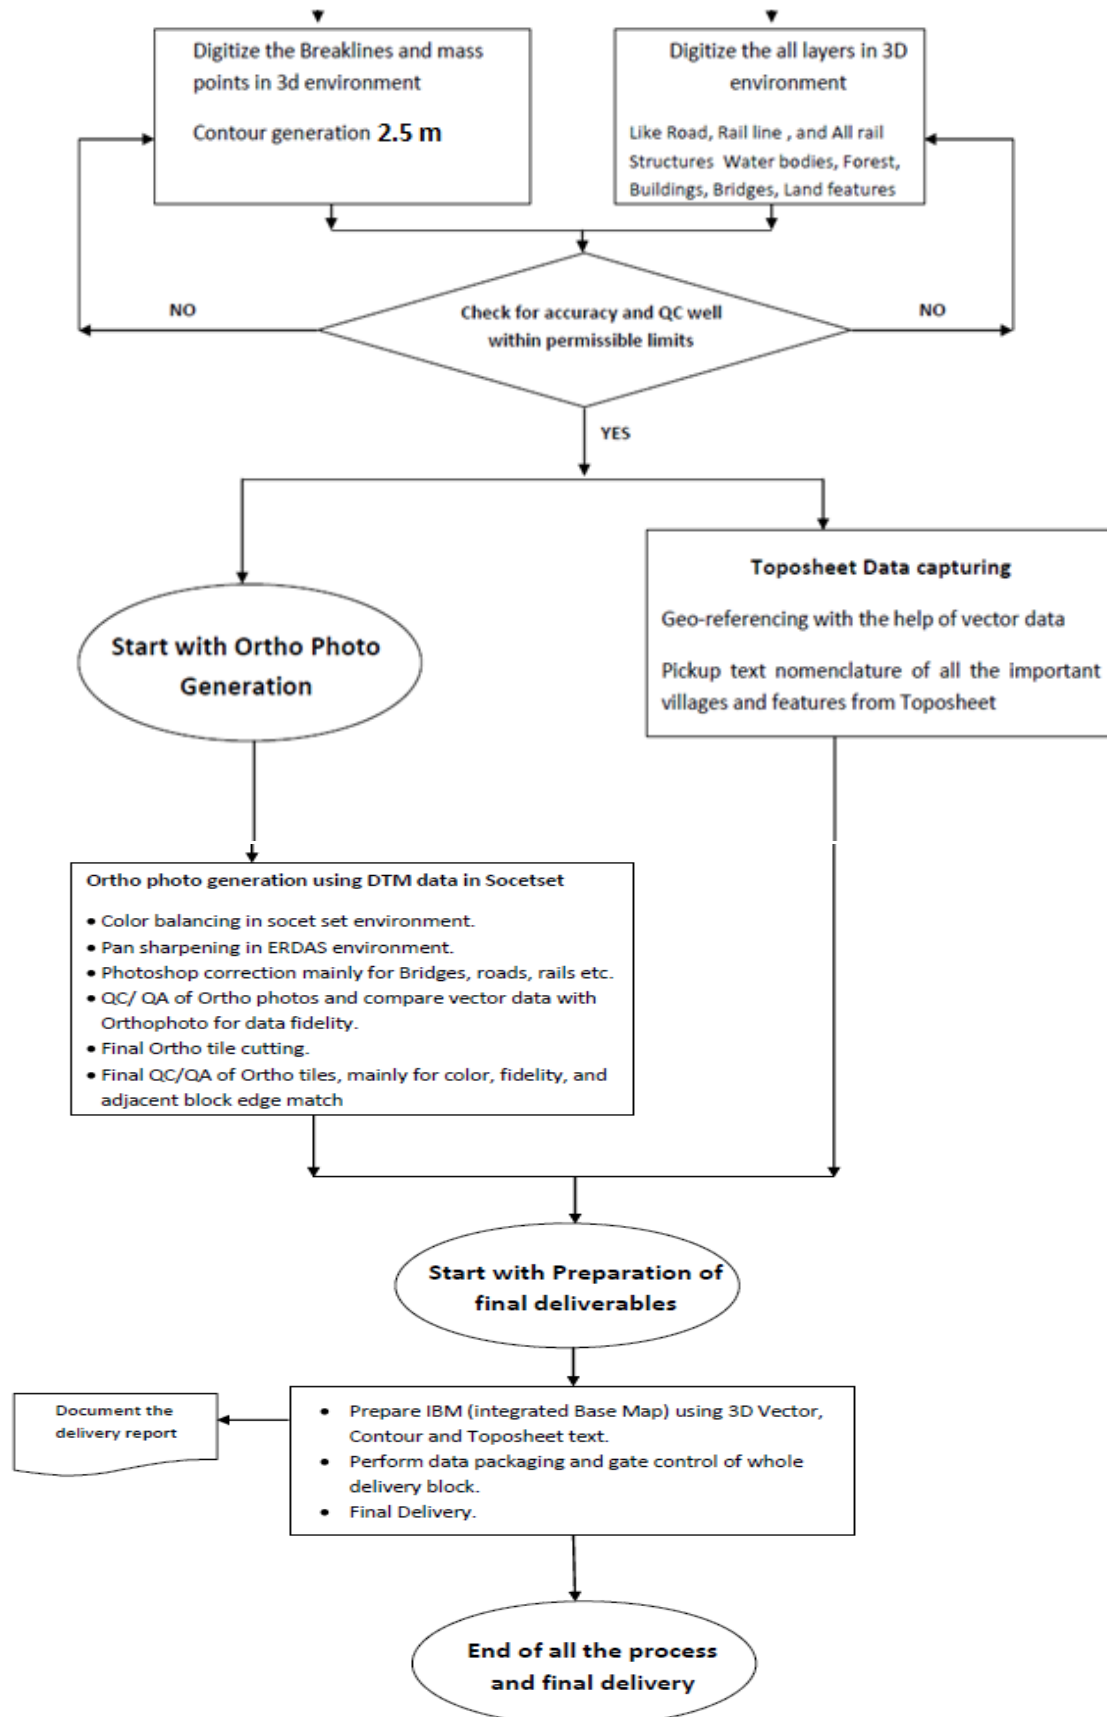 Digitize the Breaklines and mass
points in 3d environment
Contour generation 2.5 m
Digitize the all layers in 3D
environment
Like Road, Rail line , and All rail
Structures Water bodies, Forest,
Buildings, Bridges, Land features
NO
Check for accuracy and QC well
within permissible limits
NO
YES
Start with Ortho Photo
Generation
Toposheet Data capturing
Geo-referencing with the help of vector data
Pickup text nomenclature of all the important
villages and features from Toposheet
Ortho photo generation using DTM data in Socetset
• Color balancing in socet set environment.
• Pan sharpening in ERDAS environment.
• Photoshop correction mainly for Bridges, roads, rails etc.
• QC/ QA of Ortho photos and compare vector data with
Orthophoto for data fidelity.
• Final Ortho tile cutting.
• Final QC/QA of Ortho tiles, mainly for color, fidelity, and
adjacent block edge match
Start with Preparation of
final deliverables
Document the
delivery report
• Prepare IBM (integrated Base Map) using 3D Vector,
Contour and Toposheet text.
• Perform data packaging and gate control of whole
delivery block.
• Final Delivery.
End of all the process
and final delivery